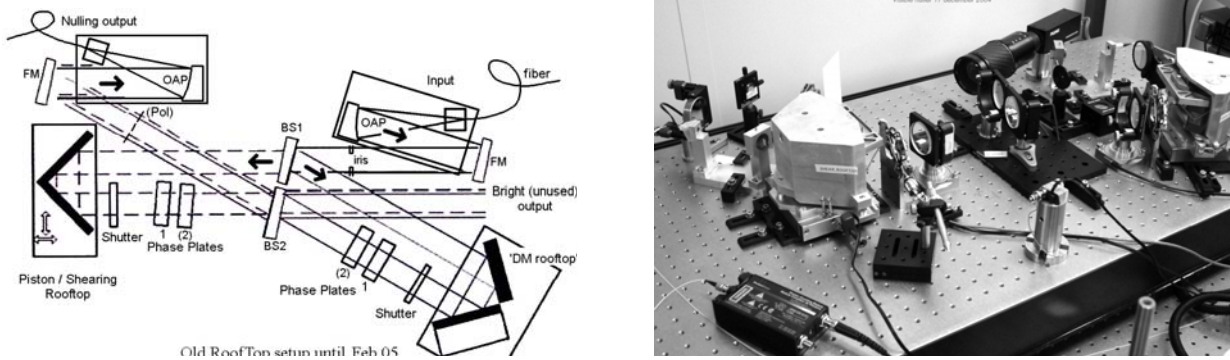 Nulling output
FM
OAP
(Pol)
Input
fiber
OAP
BS1
iris
FM
Bright (unused)
output
BS2
Shutter
1 (2)
Phase Plates
Piston / Shearing
Rooftop
(2)
1
Phase Plates
Shutter
'DM rooftop'
Old RoofTop setup until Feb 05